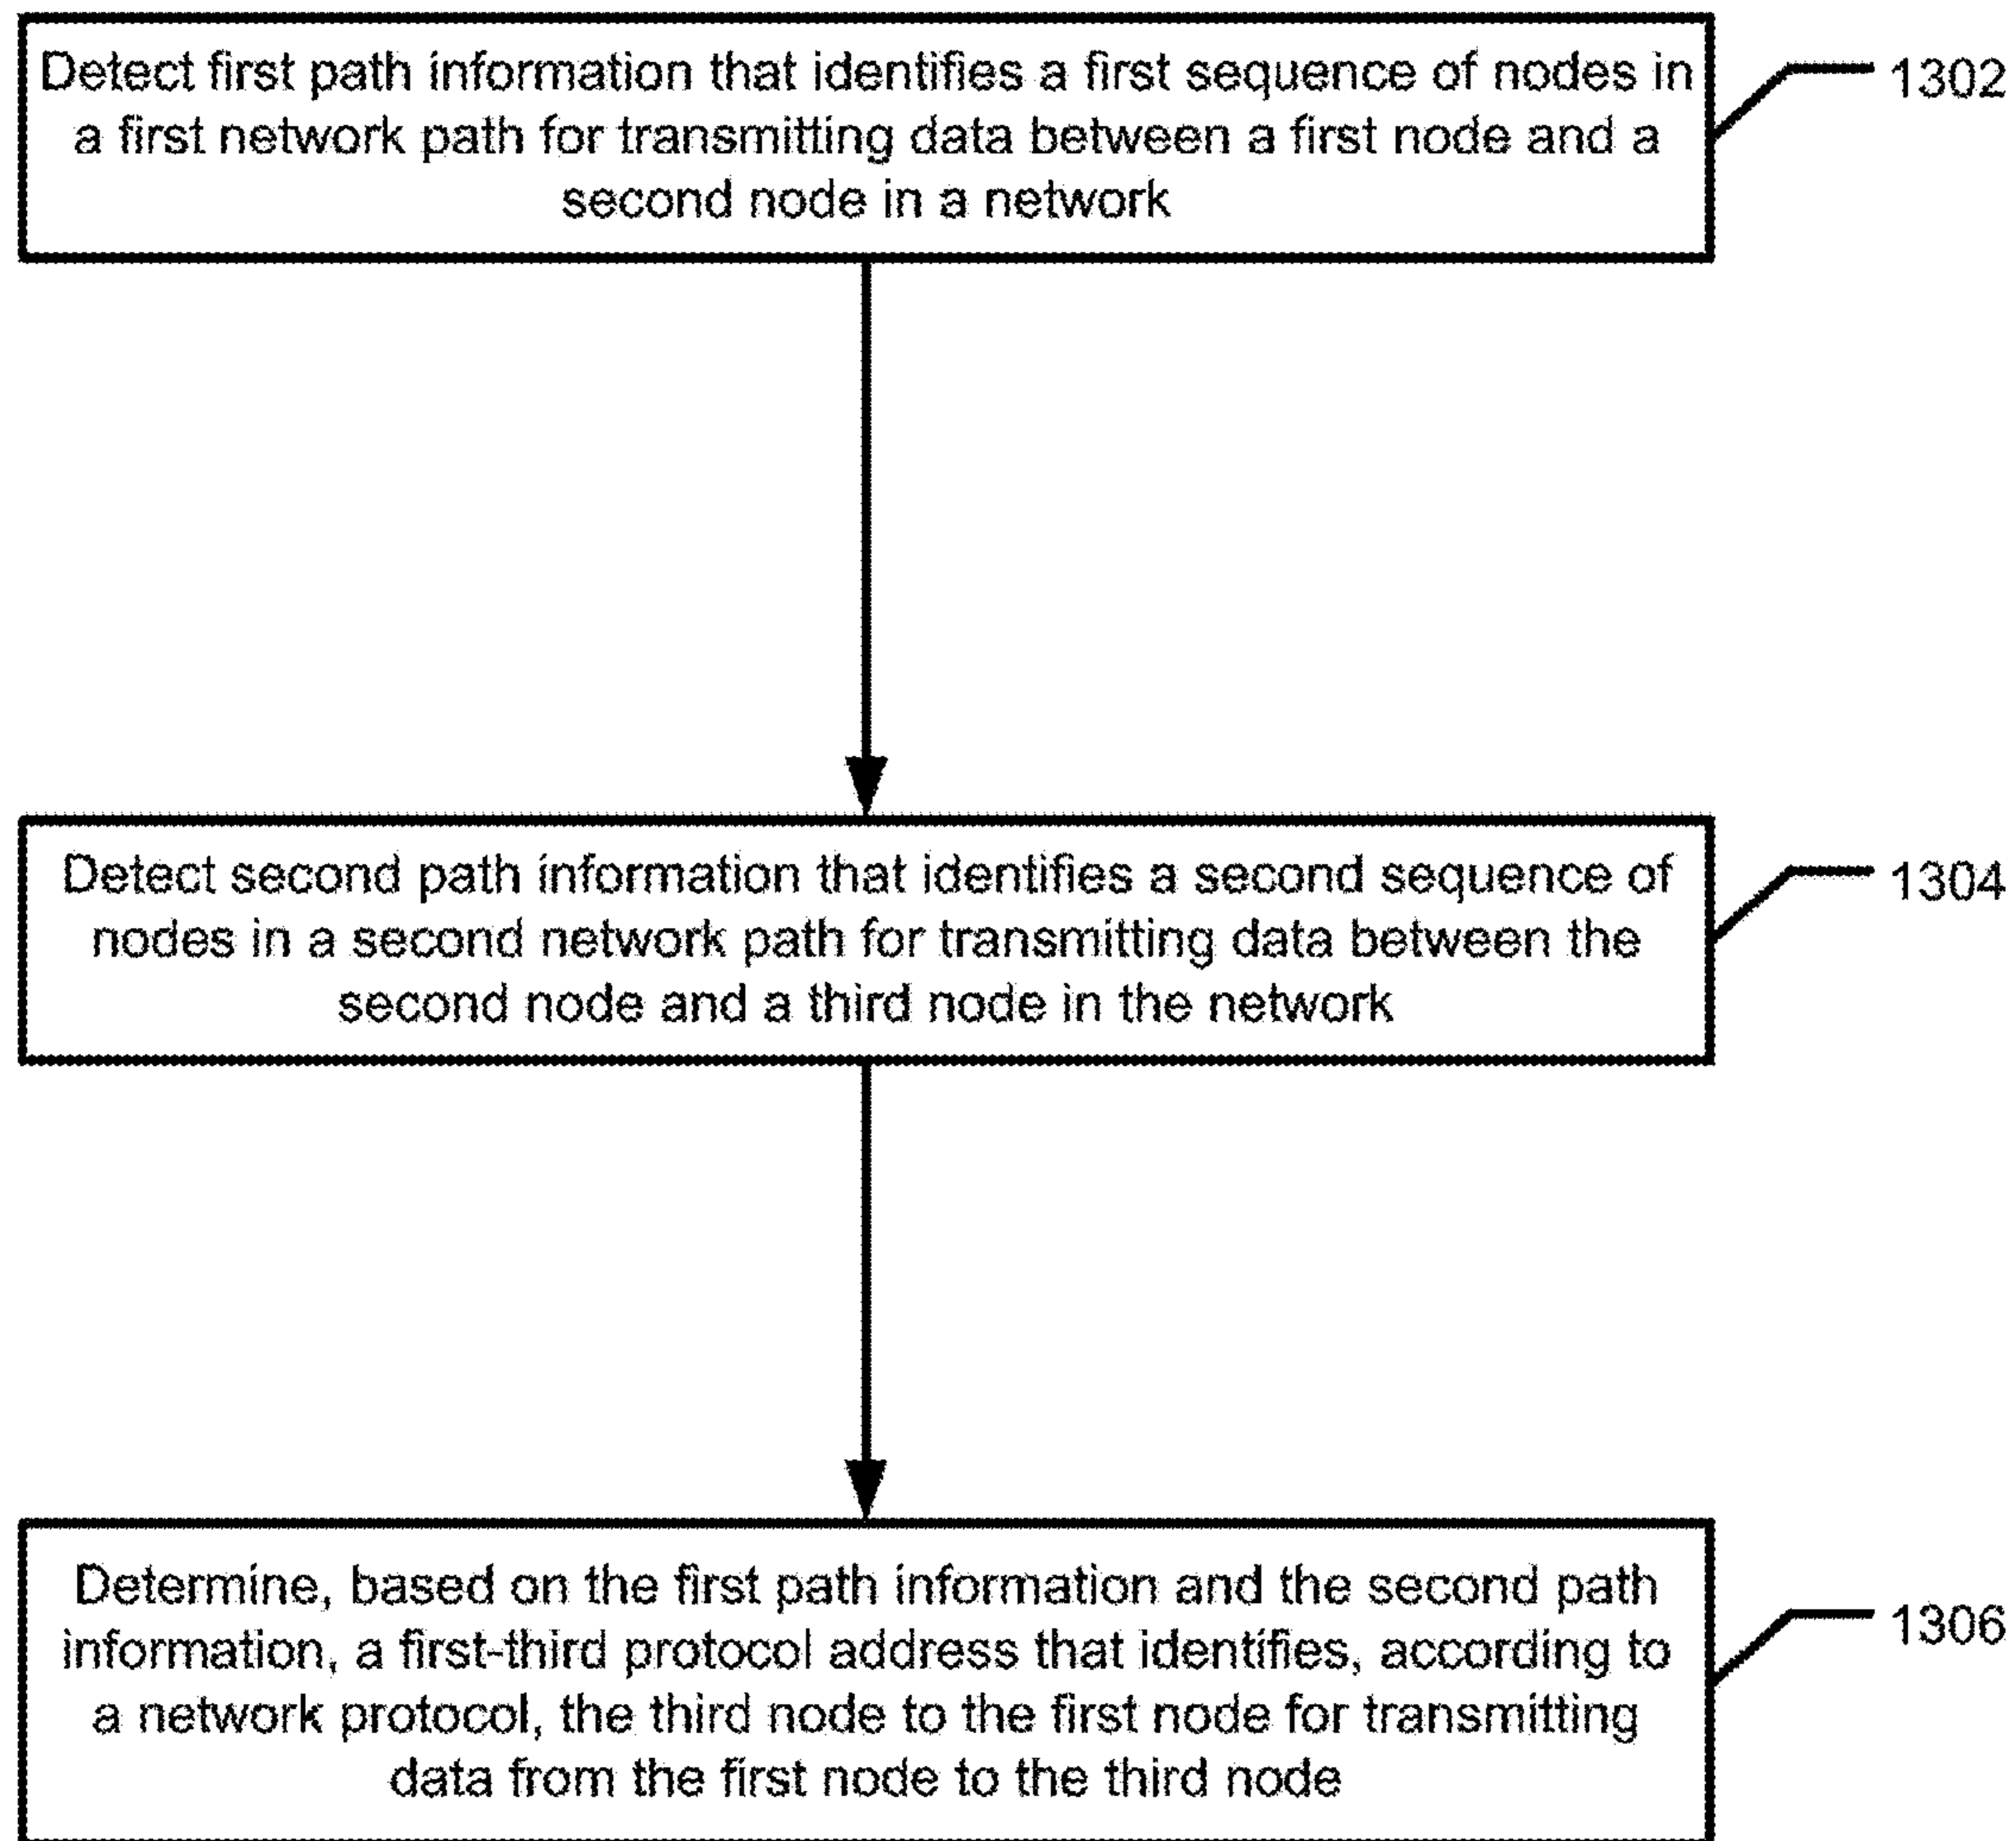 Detect first path information that identifies a first sequence of nodes in
a first network path for transmitting data between a first node and a
second node in a network
1302
Detect second path information that identifies a second sequence of
nodes in a second network path for transmitting data between the
second node and a third node in the network
1304
Determine, based on the first path information and the second path
information, a first-third protocol address that identifies, according to
a network protocol, the third node to the first node for transmitting
data from the first node to the third node
1306